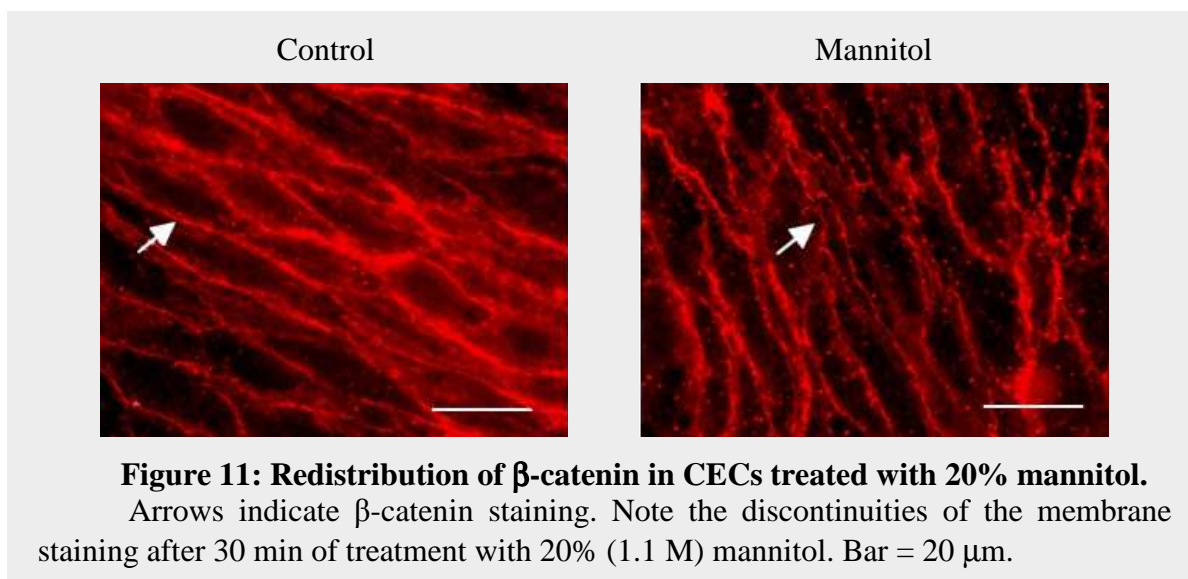 Control Mannitol
Figure 11: Redistribution of β-catenin in CECs treated with 20% mannitol.
Arrows indicate β-catenin staining. Note the discontinuities of the membrane
staining after 30 min of treatment with 20% (1.1 M) mannitol. Bar = 20 μm.